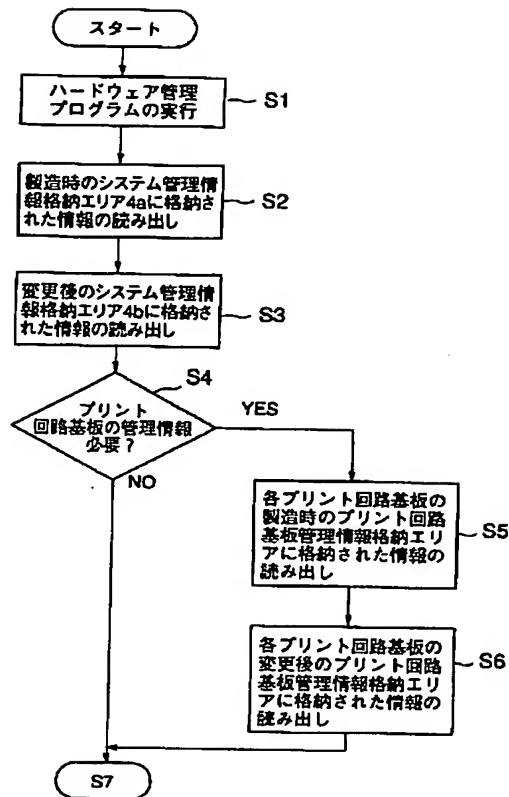 スタート
ハードウェア管理
プログラムの実行
S1
製造時のシステム管理情
報格納エリア4aに格納さ
れた情報の読み出し
S2
変更後のシステム管理情
報格納エリア4bに格納さ
れた情報の読み出し
S3
S4
プリント
回路基板の管理情報
必要？
YES
NO
各プリント回路基板の
製造時のプリント回路
基板管理情報格納エリ
アに格納された情報の
読み出し
S5
各プリント回路基板の
変更後のプリント回路
基板管理情報格納エリ
アに格納された情報の
読み出し
S6
S7